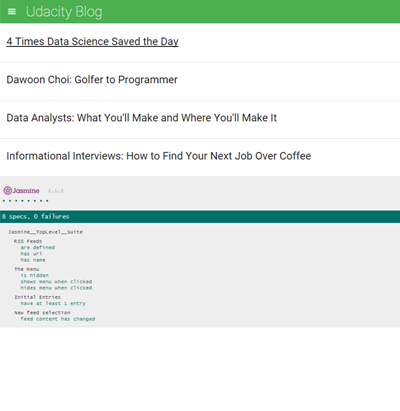 Udacity Blog
4 Times Data Science Saved the Day
Dawoon Choi: Golfer to Programmer
Data Analysts: What You'll Make and Where You'll Make It
Informational Interviews: How to Find Your Next Job Over Coffee
Jasmine
8 specs, 0 failures
Jasmine__TopLevel__Suite
RSS Feeds
are defined
has url
has name
The Menu
is hidden
shows menu when clicked
hides menu when clicked
Initial Entries
have at least 1 entry
New feed selection
feed content has changed